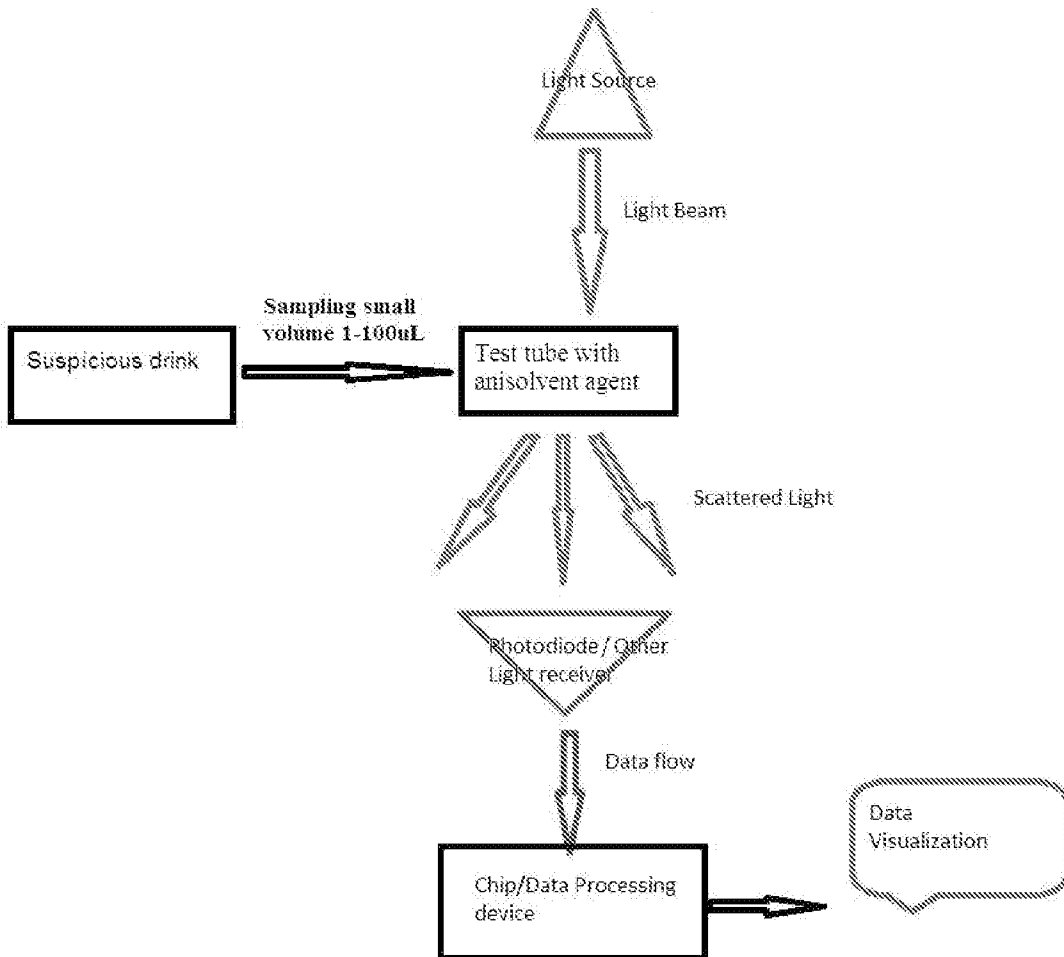 Light Source
Light Beam
Sampling small
volume 1-100uL
Suspicious drink
Test tube with
anisolvent agent
Scattered Light
Photodiode / Other
Light receiver
Data flow
Data
Visualization
Chip/Data Processing
device